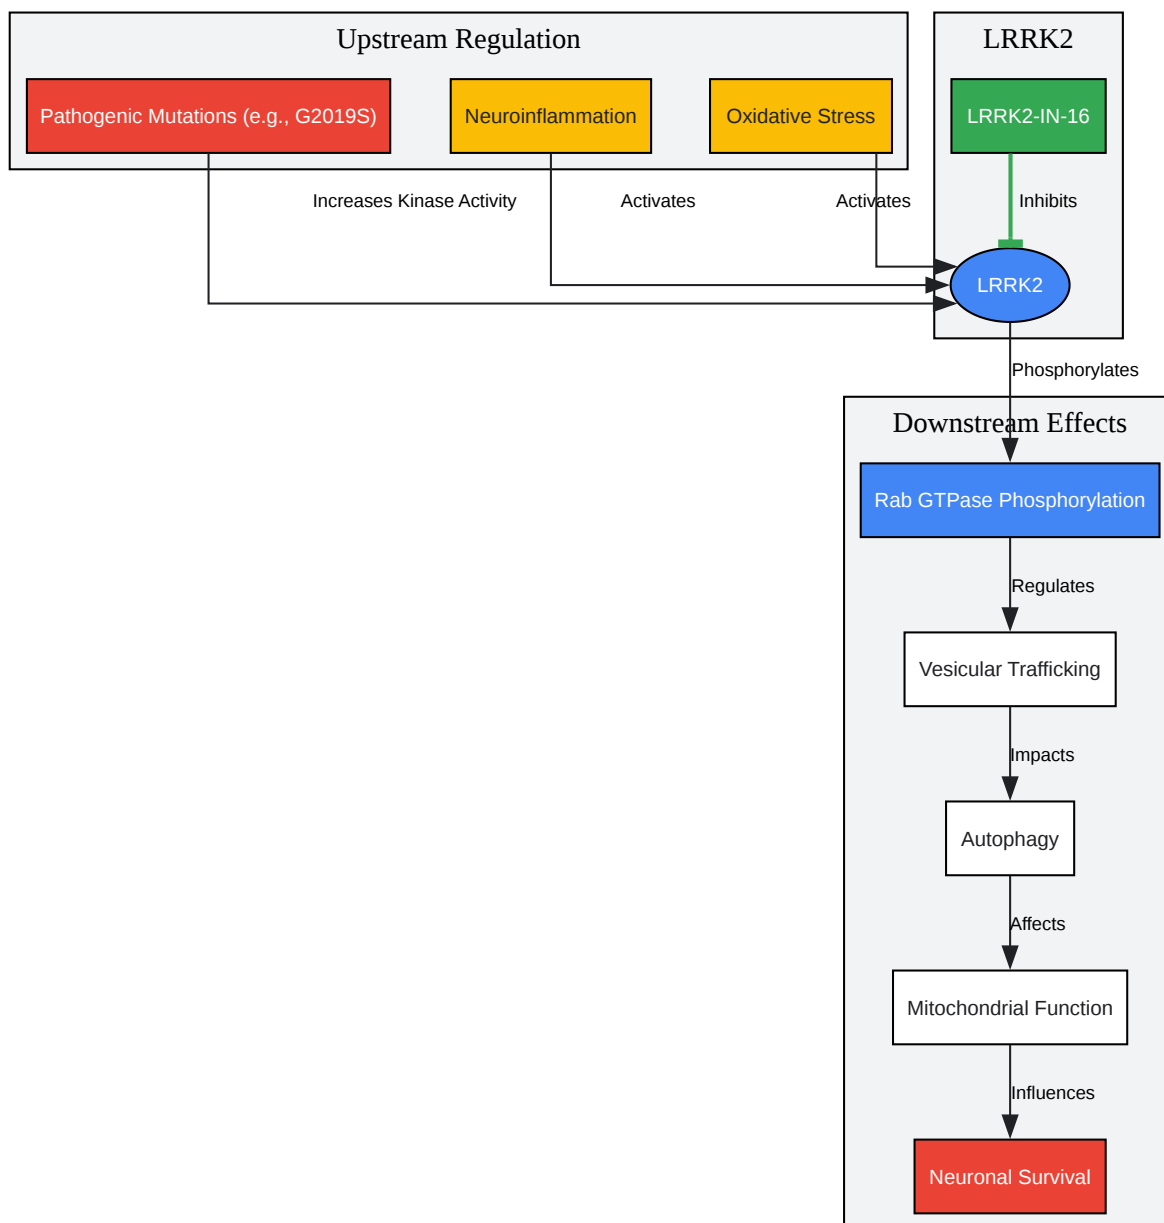 Upstream Regulation
LRRK2
Pathogenic Mutations (e.g., G2019S)
Neuroinflammation
Oxidative Stress
LRRK2-IN-16
Increases Kinase Activity
Activates
Activates
Inhibits
LRRK2
Phosphorylates
Downstream Effects
Rab GTPase Phosphorylation
Regulates
Vesicular Trafficking
Impacts
Autophagy
Affects
Mitochondrial Function
Influences
Neuronal Survival